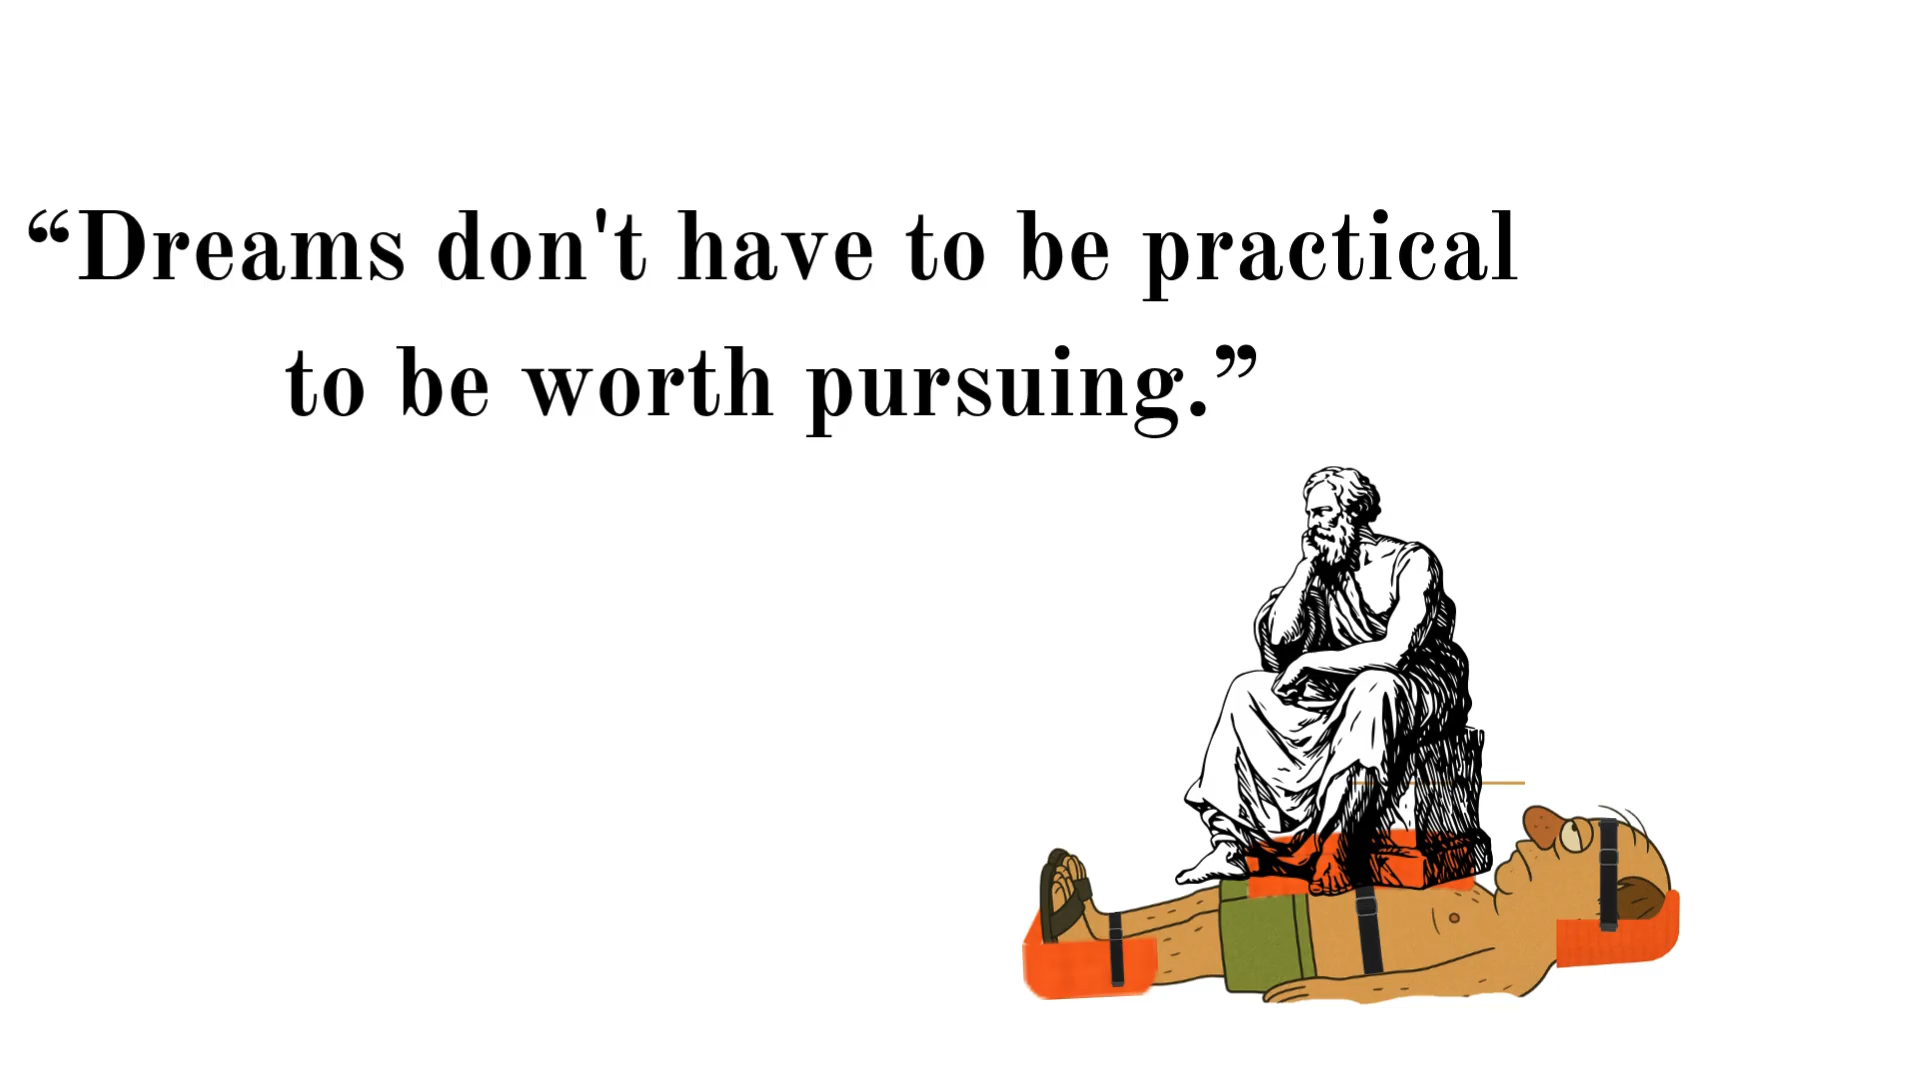 “Dreams don't have to be practical
to be worth pursuing.”